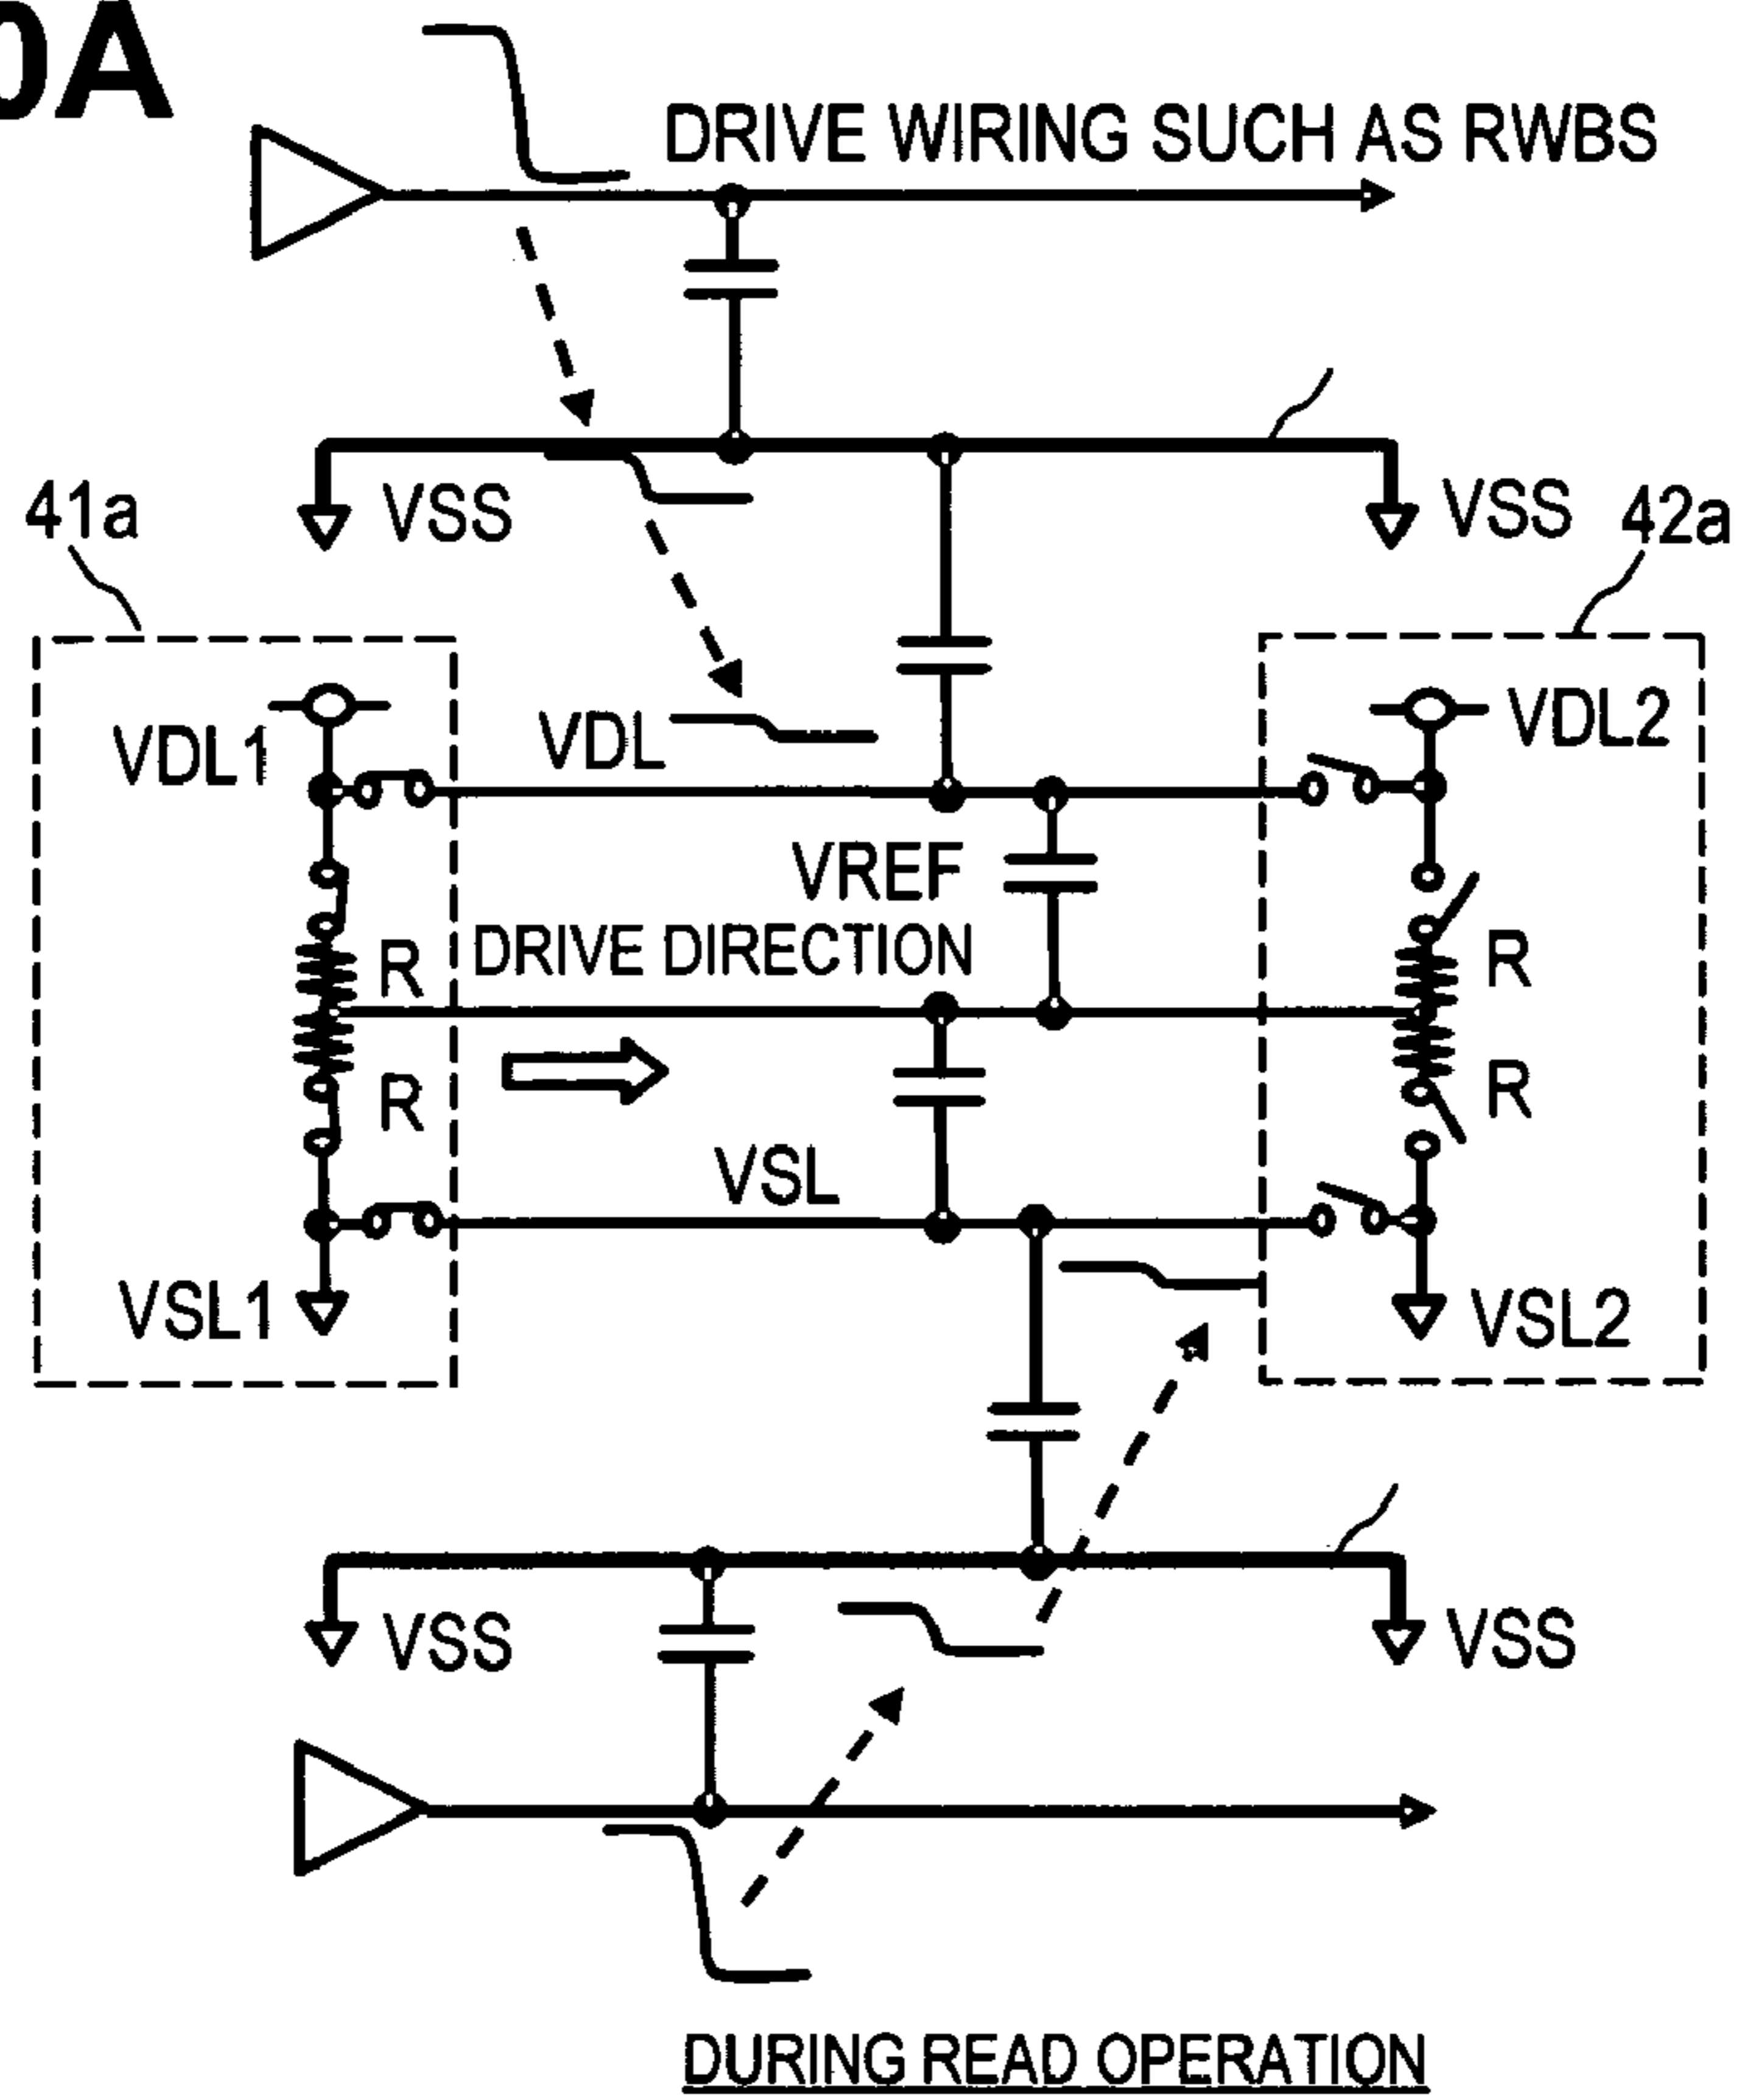 0A
DRIVE WIRING SUCH AS RWBS
41a
VSS
VSS
42a
VDL1
VDL
VDL2
VREF
R
DRIVE DIRECTION
R
R
R
VSL
VSL1
VSL2
VSS
VSS
DURING READ OPERATION